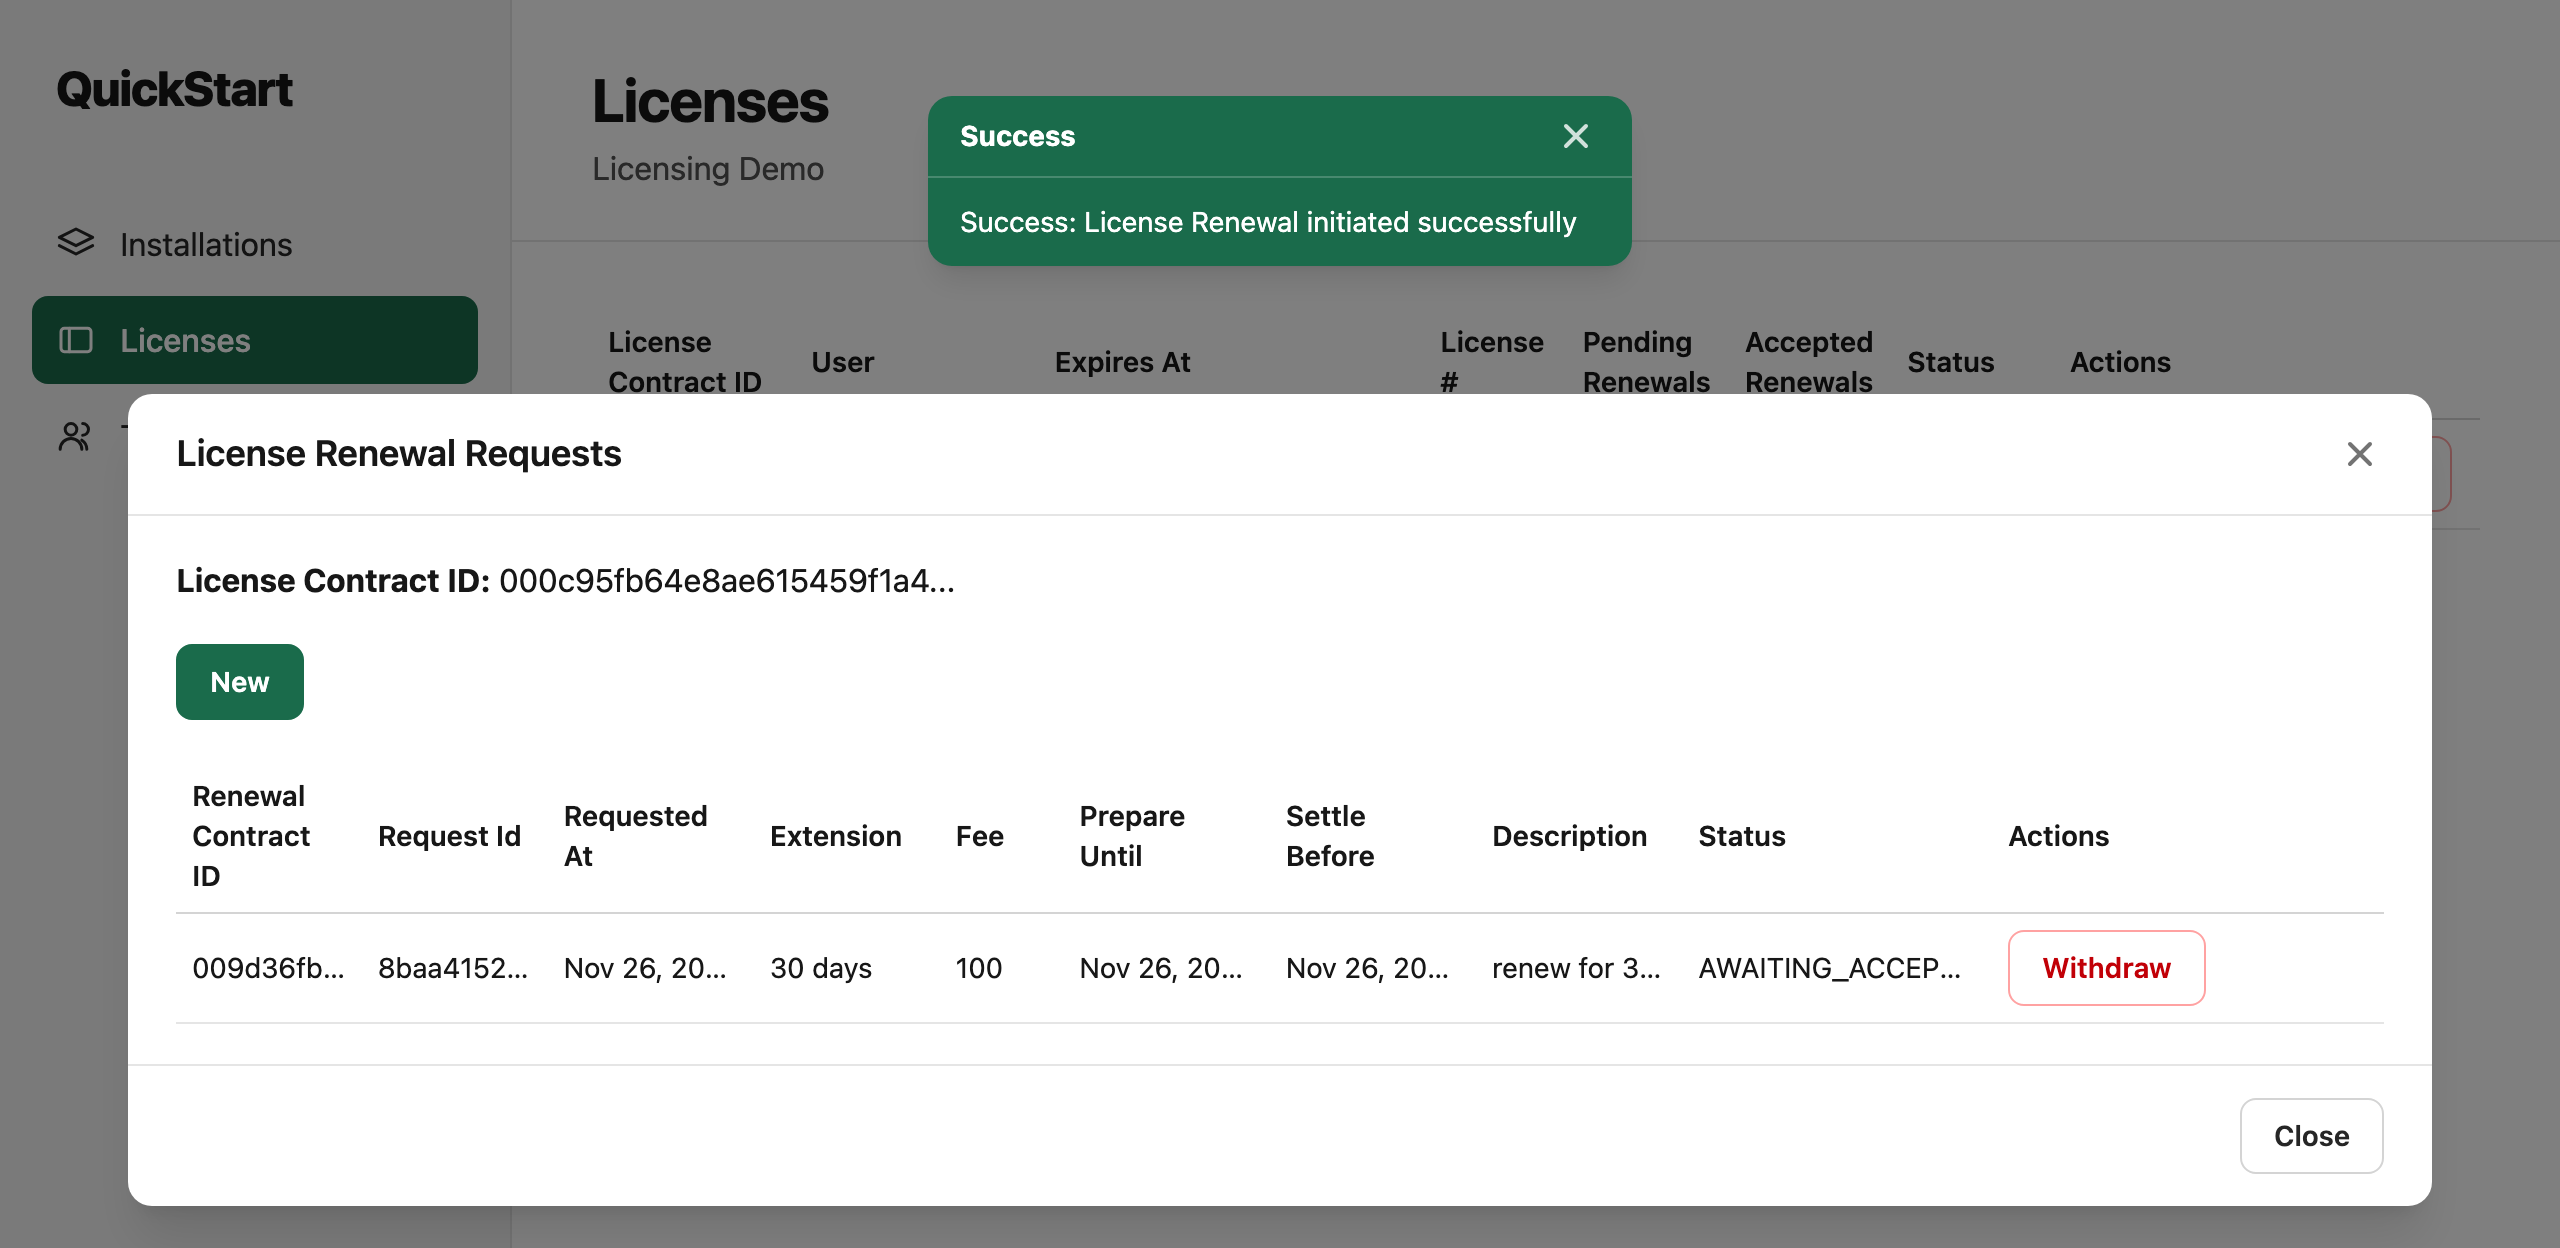 QuickStart
Installations
Licenses
Licenses
Licensing Demo
Success
Success: License Renewal initiated successfully
License Contract ID
User
Expires At
License #
Pending Renewals
Accepted Renewals
Status
Actions
License Renewal Requests
License Contract ID: 000c95fb64e8ae615459f1a4...
New
Renewal Contract ID
Request Id
Requested At
Extension
Fee
Prepare Until
Settle Before
Description
Status
Actions
009d36fb...
8baa4152...
Nov 26, 20...
30 days
100
Nov 26, 20...
Nov 26, 20...
renew for 3...
AWAITING_ACCEP...
Withdraw
Close